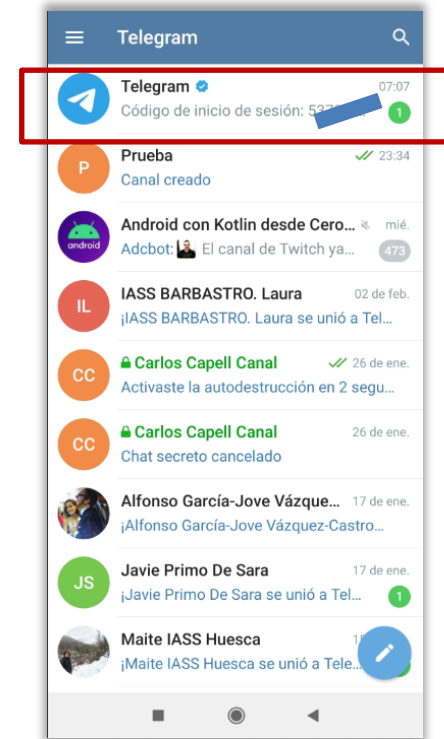 Telegram
Telegram 07:07
Código de inicio de sesión: 1
P Prueba 23:34
Canal creado
android Android con Kotlin desde Cero... mié.
Adcbot: El canal de Twitch ya... 473
IL IASS BARBASTRO. Laura 02 de feb.
¡IASS BARBASTRO. Laura se unió a Tel...
CC Carlos Capell Canal 26 de ene.
Activaste la autodestrucción en 2 segu...
CC Carlos Capell Canal 26 de ene.
Chat secreto cancelado
Alfonso García-Jove Vázque... 17 de ene.
¡Alfonso García-Jove Vázquez-Castro...
JS Javie Primo De Sara 17 de ene.
¡Javie Primo De Sara se unió a Tel... 1
Maite IASS Huesca
¡Maite IASS Huesca se unió a Tele...